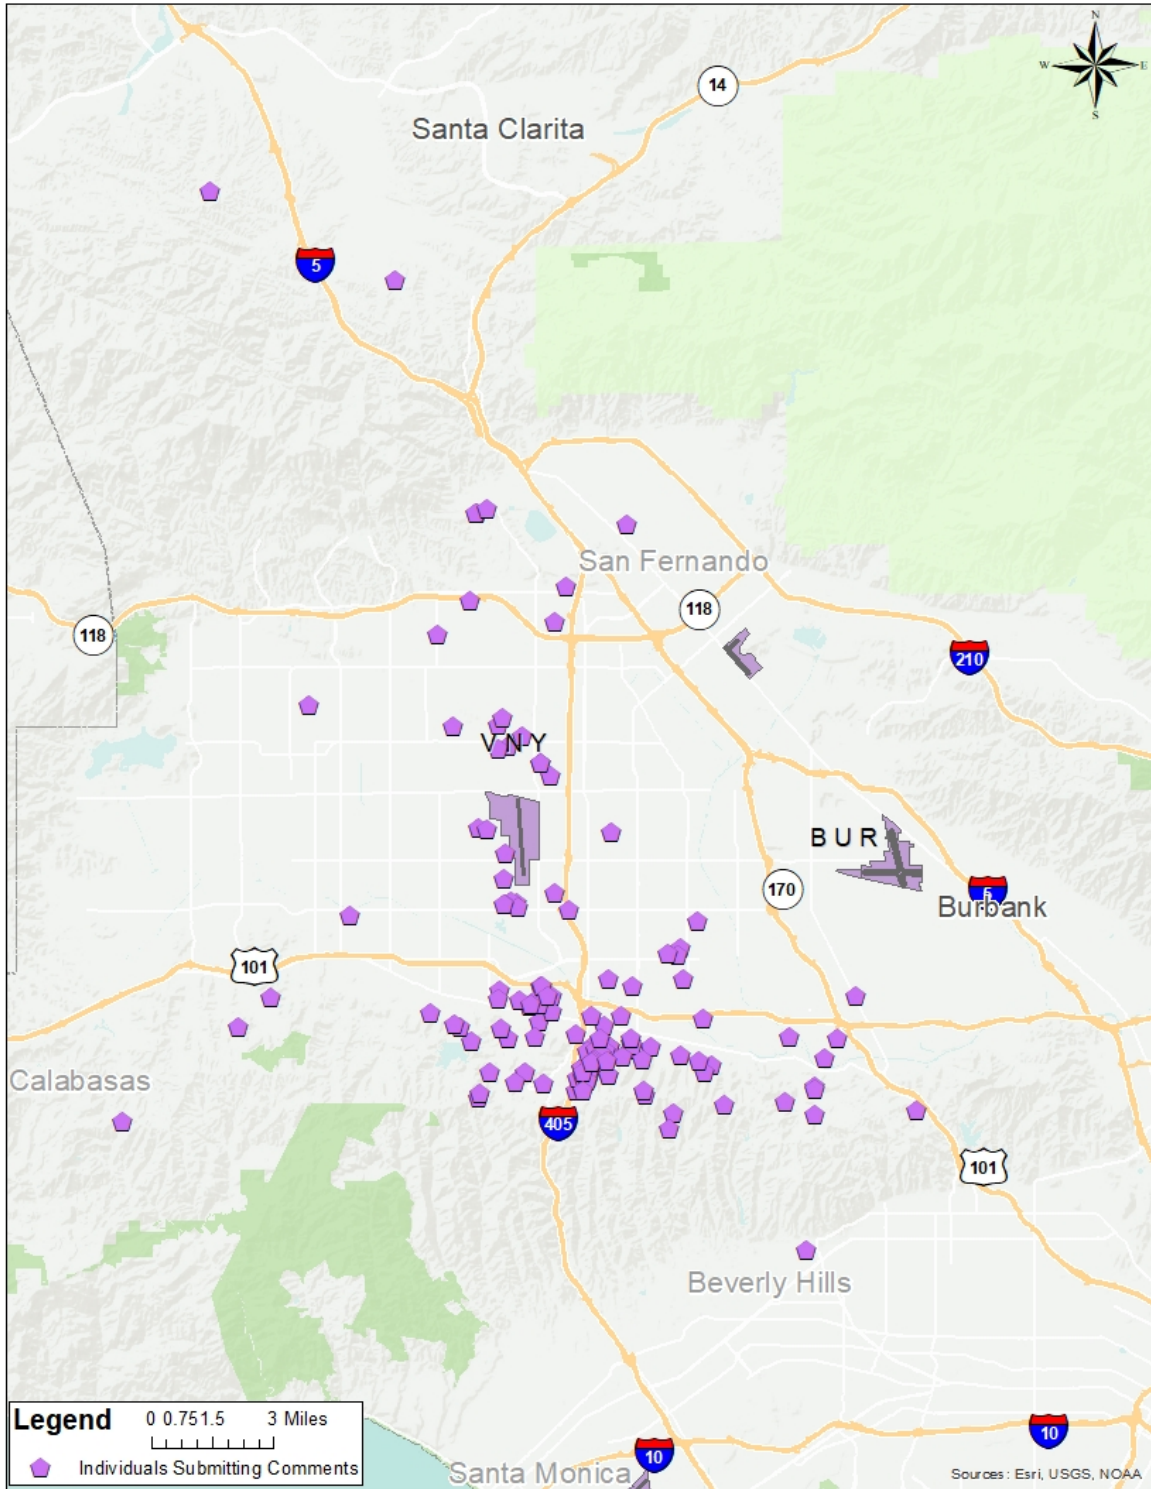 N
W E
S
14
Santa Clarita
5
San Fernando
118
118
210
VNY
BUR
170
5
Burbank
101
Calabasas
405
101
Beverly Hills
Legend
0 0.75 1.5 3 Miles
Individuals Submitting Comments
10
10
Santa Monica
Sources: Esri, USGS, NOAA